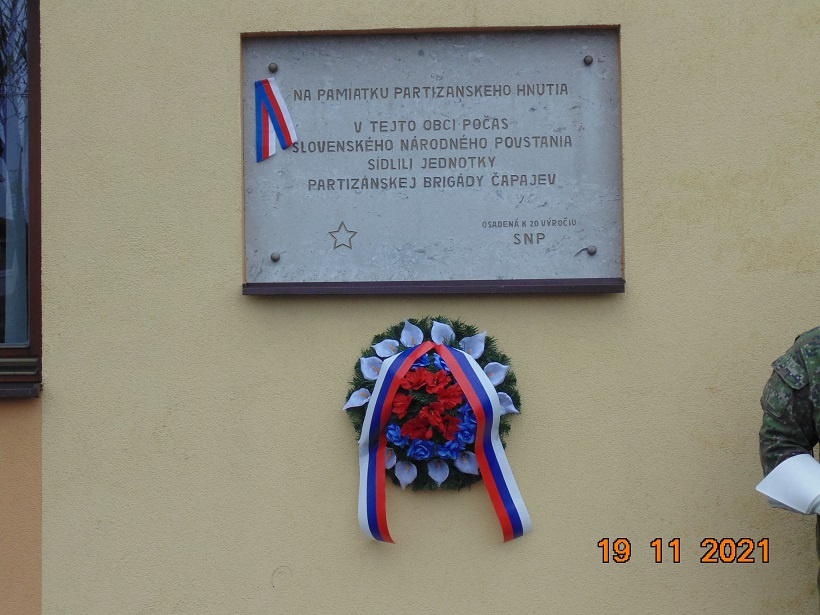 NA PAMIATKU PARTIZÁNSKEHO HNUTIA
V TEJTO OBCI POČAS
SLOVENSKÉHO NÁRODNÉHO POVSTANIA
SÍDLILI JEDNOTKY
PARTIZÁNSKEJ BRIGÁDY ČAPAJEV
OSADENÁ K 20 VÝROČIU
SNP
19 11 2021